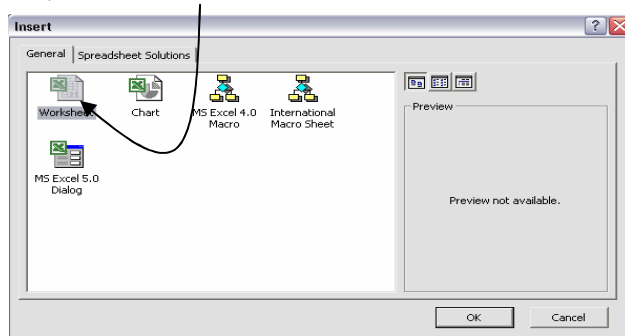 Insert
General Spreadsheet Solutions
Worksheet Chart MS Excel 4.0 Macro International Macro Sheet
MS Excel 5.0 Dialog
Preview
Preview not available.
OK Cancel